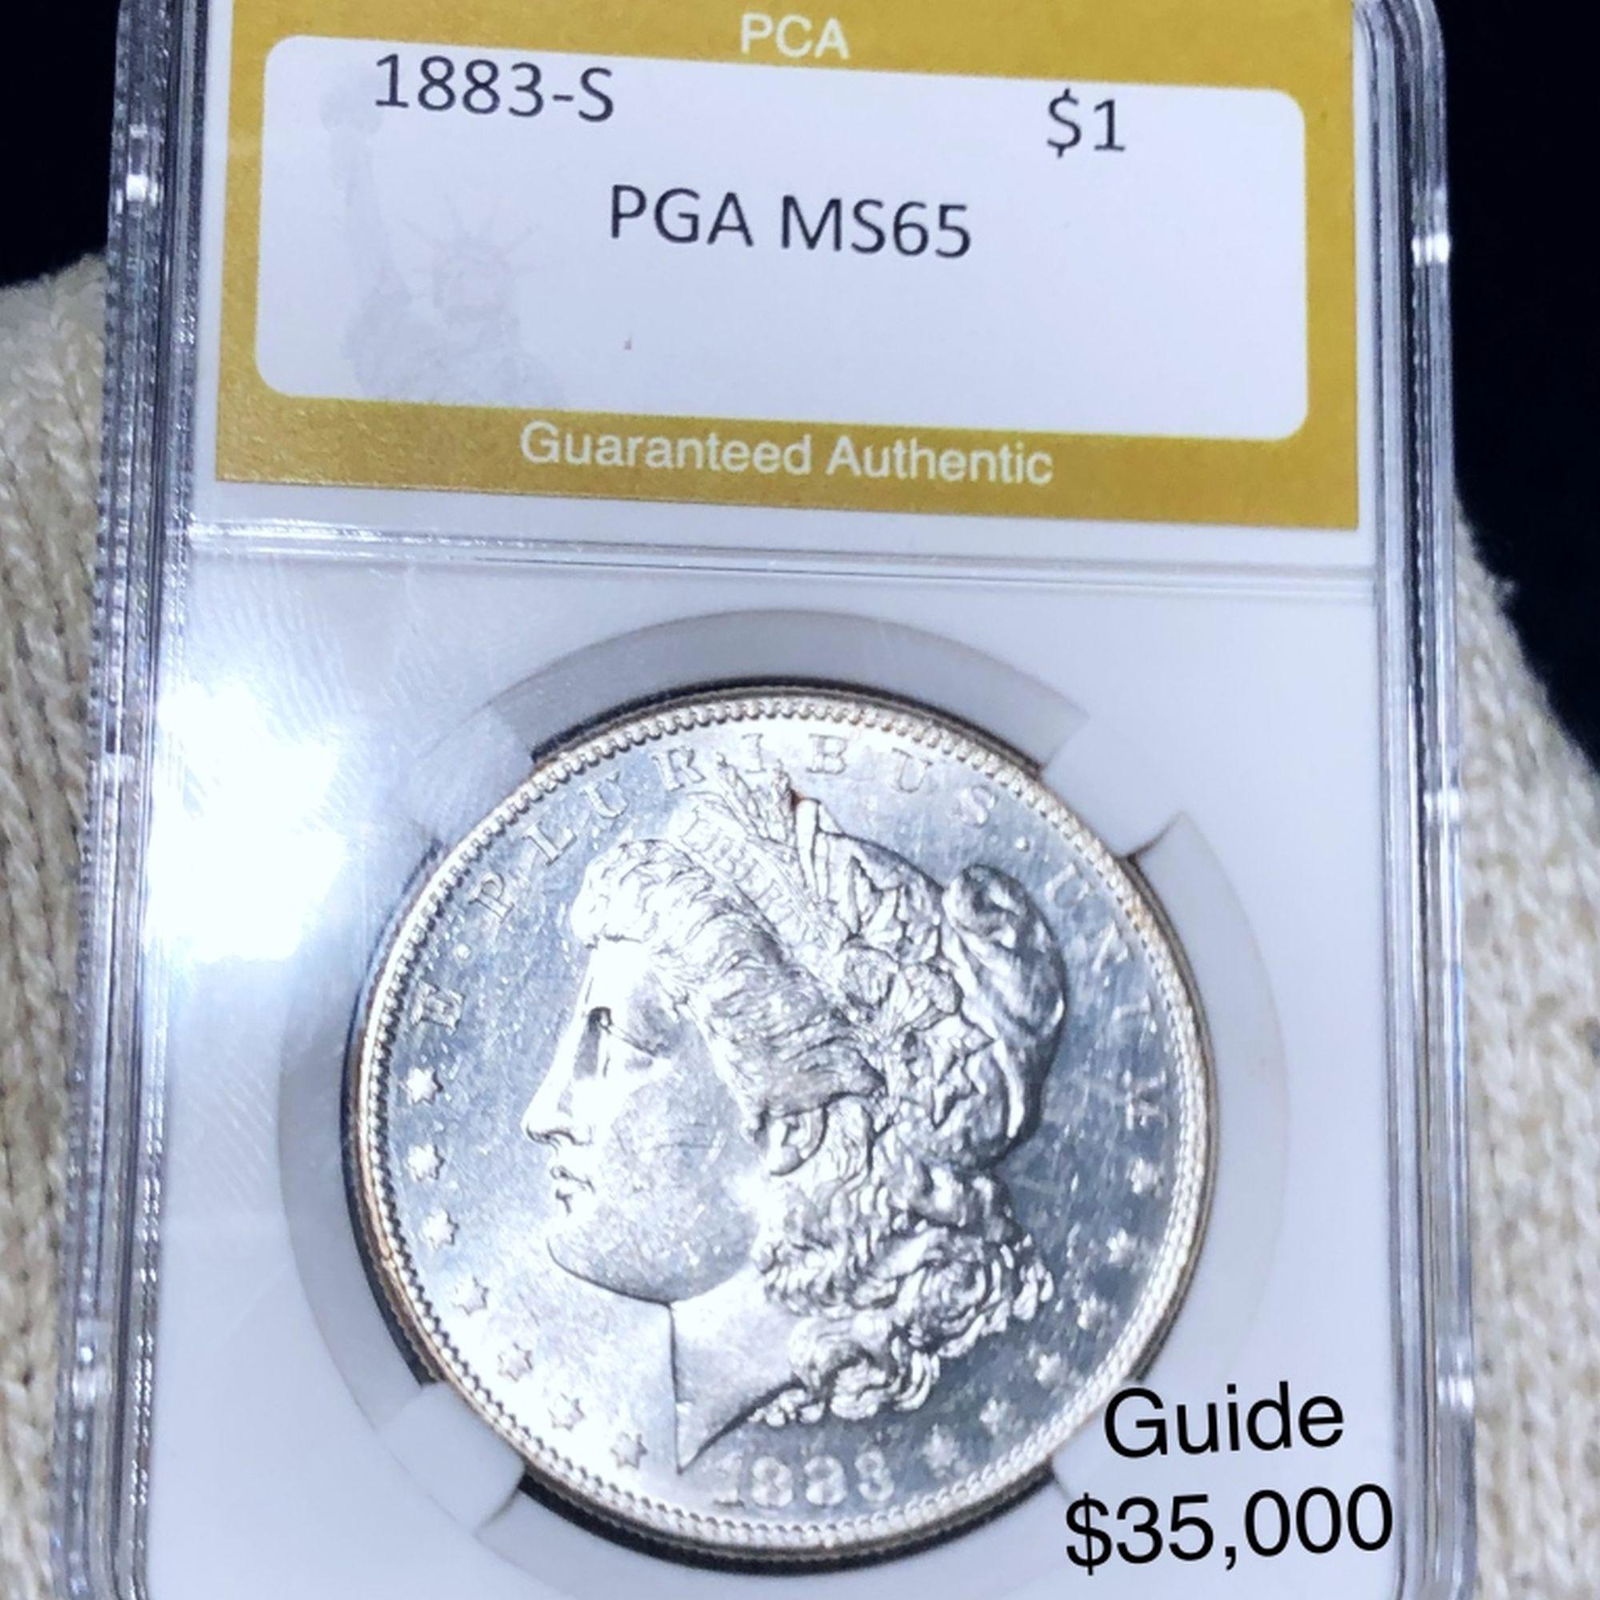 PCA
1883-S $1
PGA MS65
Guaranteed Authentic
E · PLURIBUS · UNUM
LIBERTY
1883
Guide
$35,000